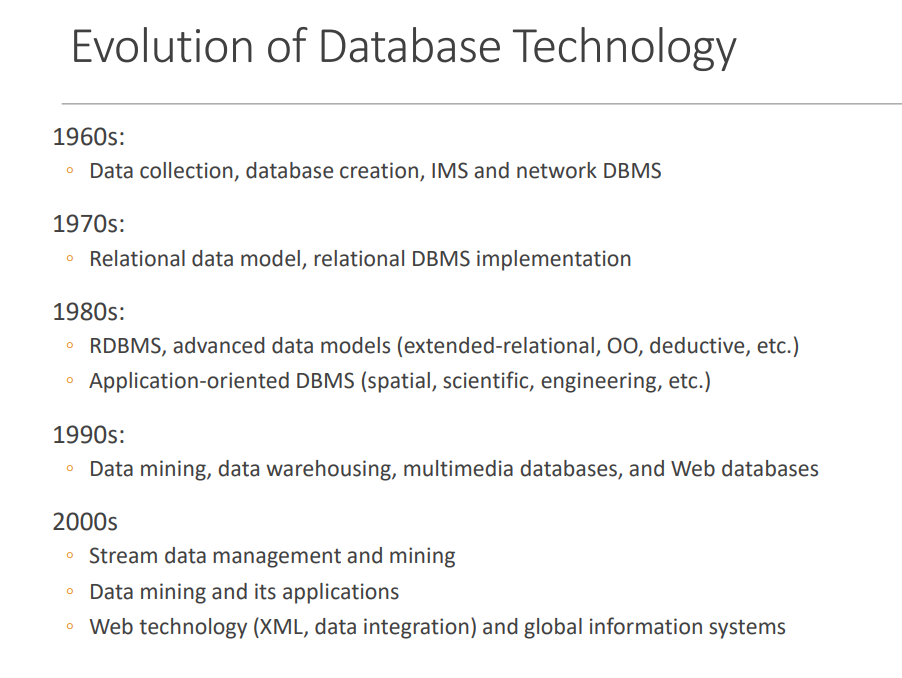 Evolution of Database Technology
1960s:
◦ Data collection, database creation, IMS and network DBMS
1970s:
◦ Relational data model, relational DBMS implementation
1980s:
◦ RDBMS, advanced data models (extended-relational, OO, deductive, etc.)
◦ Application-oriented DBMS (spatial, scientific, engineering, etc.)
1990s:
◦ Data mining, data warehousing, multimedia databases, and Web databases
2000s
◦ Stream data management and mining
◦ Data mining and its applications
◦ Web technology (XML, data integration) and global information systems